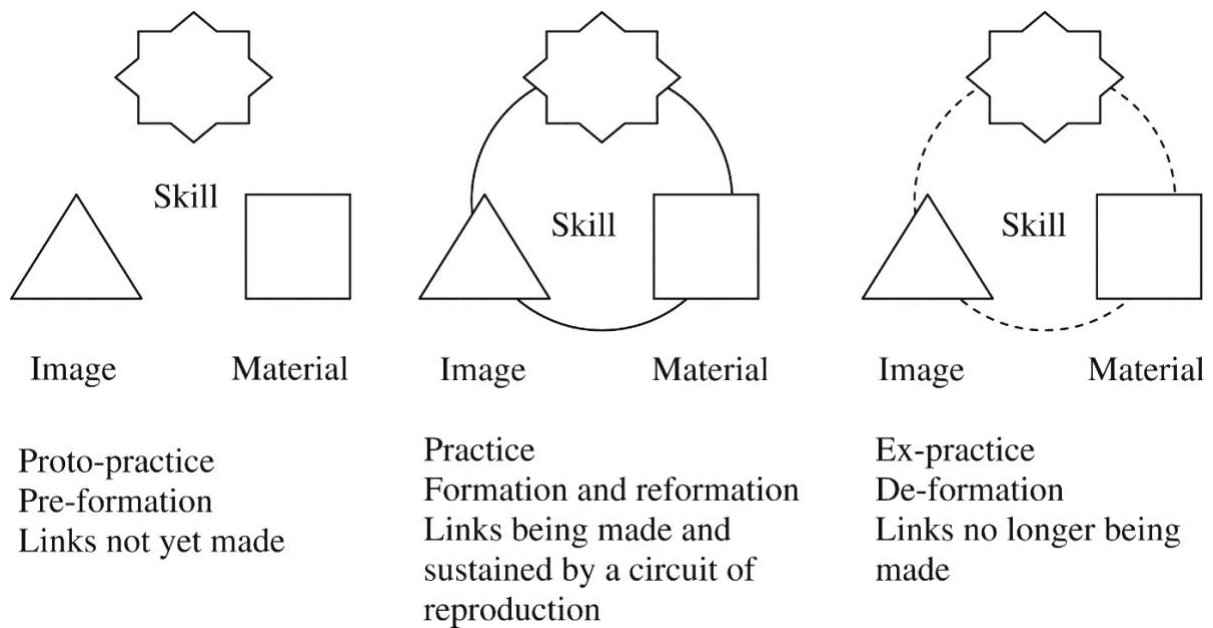 Skill
Image Material
Proto-practice
Pre-formation
Links not yet made
Skill
Image Material
Practice
Formation and reformation
Links being made and
sustained by a circuit of
reproduction
Skill
Image Material
Ex-practice
De-formation
Links no longer being
made